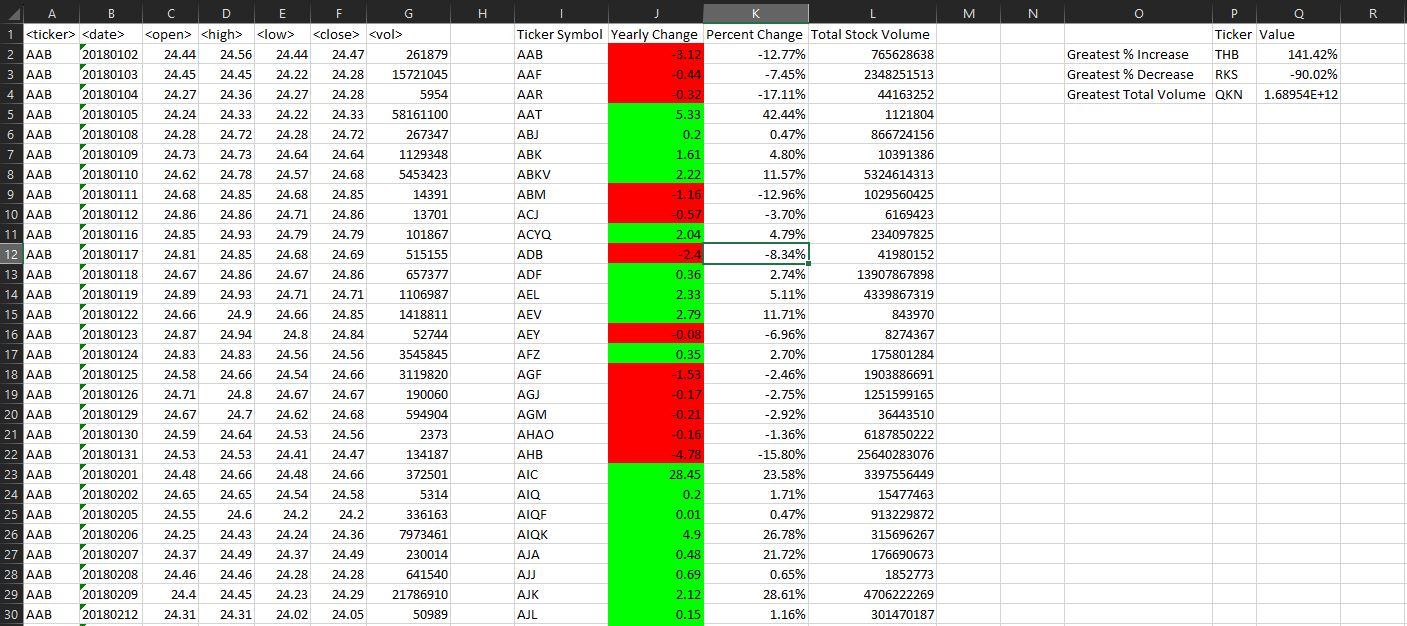 A B C D E F G H I J K L M N O P Q R
1 <ticker> <date> <open> <high> <low> <close> <vol> Ticker Symbol Yearly Change Percent Change Total Stock Volume Ticker Value
2 AAB 20180102 24.44 24.56 24.44 24.47 261879 AAB -3.12 -12.77% 765628638 Greatest % Increase THB 141.42%
3 AAB 20180103 24.45 24.45 24.22 24.28 15721045 AAF -0.44 -7.45% 2348251513 Greatest % Decrease RKS -90.02%
4 AAB 20180104 24.27 24.36 24.27 24.28 5954 AAR -0.32 -17.11% 44163252 Greatest Total Volume QKN 1.68954E+12
5 AAB 20180105 24.24 24.33 24.22 24.33 58161100 AAT 5.33 42.44% 1121804
6 AAB 20180108 24.28 24.72 24.28 24.72 267347 ABJ 0.2 0.47% 866724156
7 AAB 20180109 24.73 24.73 24.64 24.64 1129348 ABK 1.61 4.80% 10391386
8 AAB 20180110 24.62 24.78 24.57 24.68 5453423 ABKV 2.22 11.57% 5324614313
9 AAB 20180111 24.68 24.85 24.68 24.85 14391 ABM -1.16 -12.96% 1029560425
10 AAB 20180112 24.86 24.86 24.71 24.86 13701 ACJ -0.57 -3.70% 6169423
11 AAB 20180116 24.85 24.93 24.79 24.79 101867 ACYQ 2.04 4.79% 234097825
12 AAB 20180117 24.81 24.85 24.68 24.69 515155 ADB -2.4 -8.34% 41980152
13 AAB 20180118 24.67 24.86 24.67 24.86 657377 ADF 0.36 2.74% 13907867898
14 AAB 20180119 24.89 24.93 24.71 24.71 1106987 AEL 2.33 5.11% 4339867319
15 AAB 20180122 24.66 24.9 24.66 24.85 1418811 AEV 2.79 11.71% 843970
16 AAB 20180123 24.87 24.94 24.8 24.84 52744 AEY -0.08 -6.96% 8274367
17 AAB 20180124 24.83 24.83 24.56 24.56 3545845 AFZ 0.35 2.70% 175801284
18 AAB 20180125 24.58 24.66 24.54 24.66 3119820 AGF -1.53 -2.46% 1903886691
19 AAB 20180126 24.71 24.8 24.67 24.67 190060 AGJ -0.17 -2.75% 1251599165
20 AAB 20180129 24.67 24.7 24.62 24.68 594904 AGM -0.21 -2.92% 36443510
21 AAB 20180130 24.59 24.64 24.53 24.56 2373 AHAO -0.16 -1.36% 6187850222
22 AAB 20180131 24.53 24.53 24.41 24.47 134187 AHB -4.78 -15.80% 25640283076
23 AAB 20180201 24.48 24.66 24.48 24.66 372501 AIC 28.45 23.58% 3397556449
24 AAB 20180202 24.65 24.65 24.54 24.58 5314 AIQ 0.2 1.71% 15477463
25 AAB 20180205 24.55 24.6 24.2 24.2 336163 AIQF 0.01 0.47% 913229872
26 AAB 20180206 24.25 24.43 24.24 24.36 7973461 AIQK 4.9 26.78% 315696267
27 AAB 20180207 24.37 24.49 24.37 24.49 230014 AJA 0.48 21.72% 176690673
28 AAB 20180208 24.46 24.46 24.28 24.28 641540 AJJ 0.69 0.65% 1852773
29 AAB 20180209 24.4 24.45 24.23 24.29 21786910 AJK 2.12 28.61% 4706222269
30 AAB 20180212 24.31 24.31 24.02 24.05 50989 AJL 0.15 1.16% 301470187